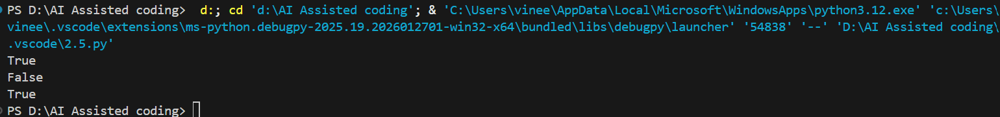 PS D:\AI Assisted coding>  d:; cd 'd:\AI Assisted coding'; & 'C:\Users\vinee\AppData\Local\Microsoft\WindowsApps\python3.12.exe' 'c:\Users\
vinee\.vscode\extensions\ms-python.debugpy-2025.19.2026012701-win32-x64\bundled\libs\debugpy\launcher' '54838' '--' 'D:\AI Assisted coding\
.vscode\2.5.py'
True
False
True
PS D:\AI Assisted coding>